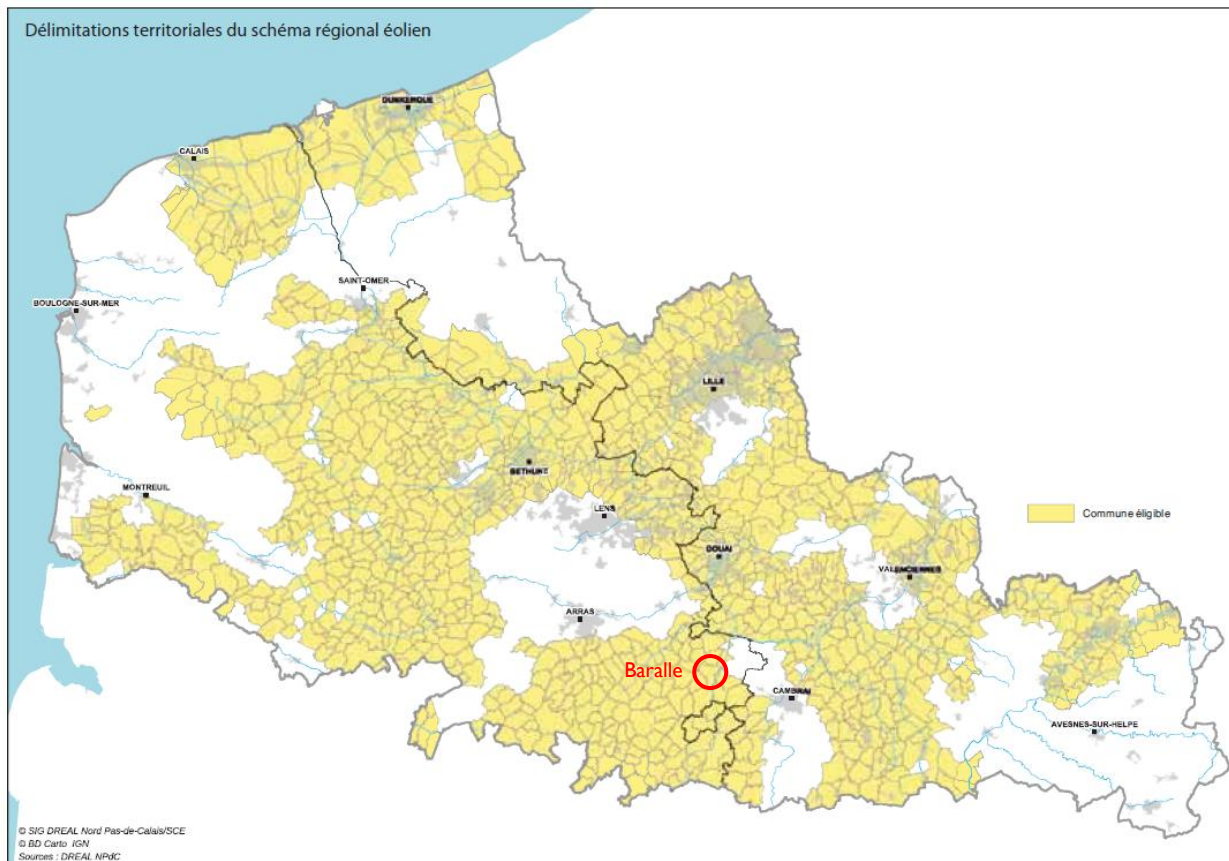 Délimitations territoriales du schéma régional éolien
DUNKERQUE
CALAIS
SAINT-OMER
BOULOGNE-SUR-MER
LILLE
BETHUNE
MONTREUIL
LENS
Commune éligible
DOUAI
VALENCIENNES
ARRAS
Baralle
CAMBRAI
AVESNES-SUR-HELPE
© SIG DREAL Nord Pas-de-Calais/SCE
© BD Carto IGN
Sources : DREAL NPdC